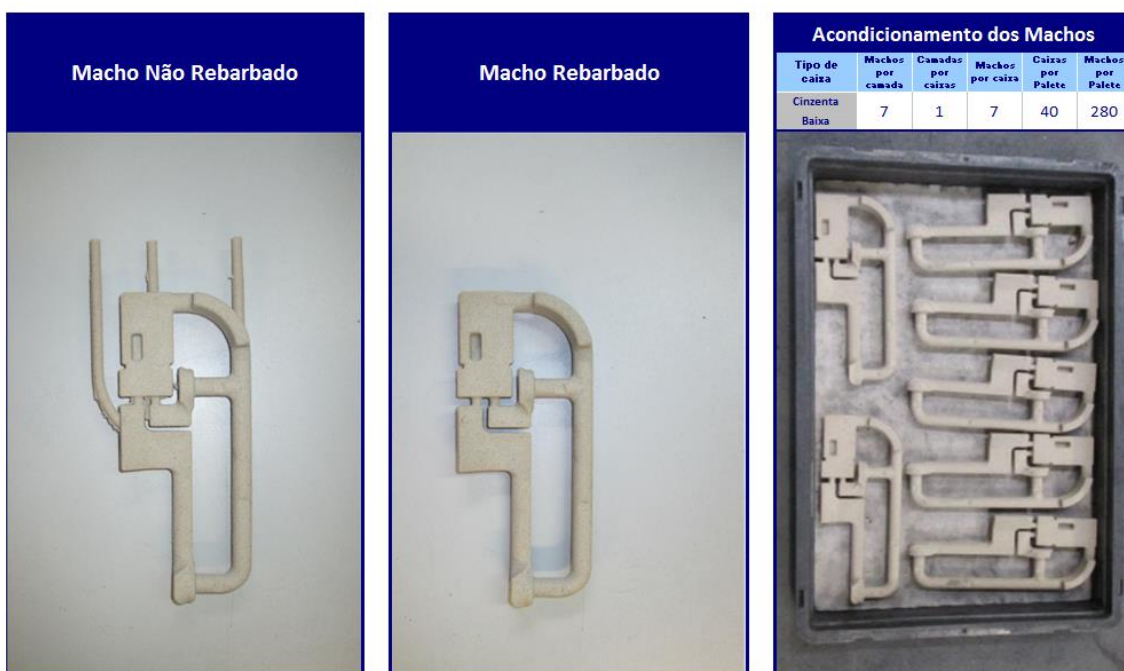 Macho Não Rebarbado
Macho Rebarbado
Acondicionamento dos Machos
Tipo de caixa
Machos por camada
Camadas por caixas
Machos por caixa
Caixas por Palete
Machos por Palete
Cinzenta Baixa
7
1
7
40
280